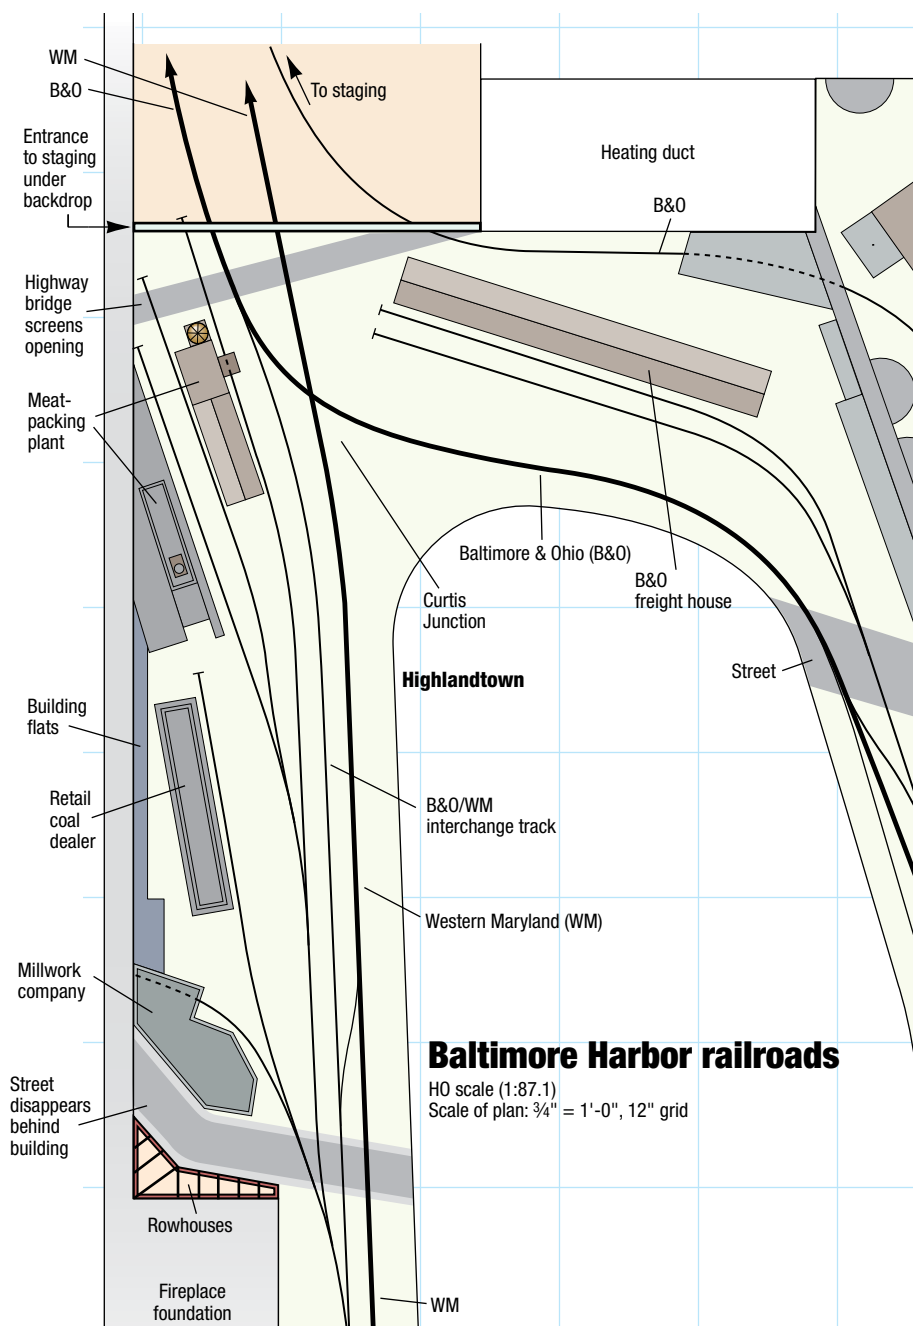 WM
B&O
To staging
Entrance
to staging
under
backdrop
Heating duct
B&O
Highway
bridge
screens
opening
Meat-
packing
plant
Baltimore & Ohio (B&O)
B&O
freight house
Curtis
Junction
Street
Highlandtown
Building
flats
Retail
coal
dealer
B&O/WM
interchange track
Western Maryland (WM)
Millwork
company
Baltimore Harbor railroads
HO scale (1:87.1)
Scale of plan: ¾" = 1'-0", 12" grid
Street
disappears
behind
building
Rowhouses
Fireplace
foundation
WM